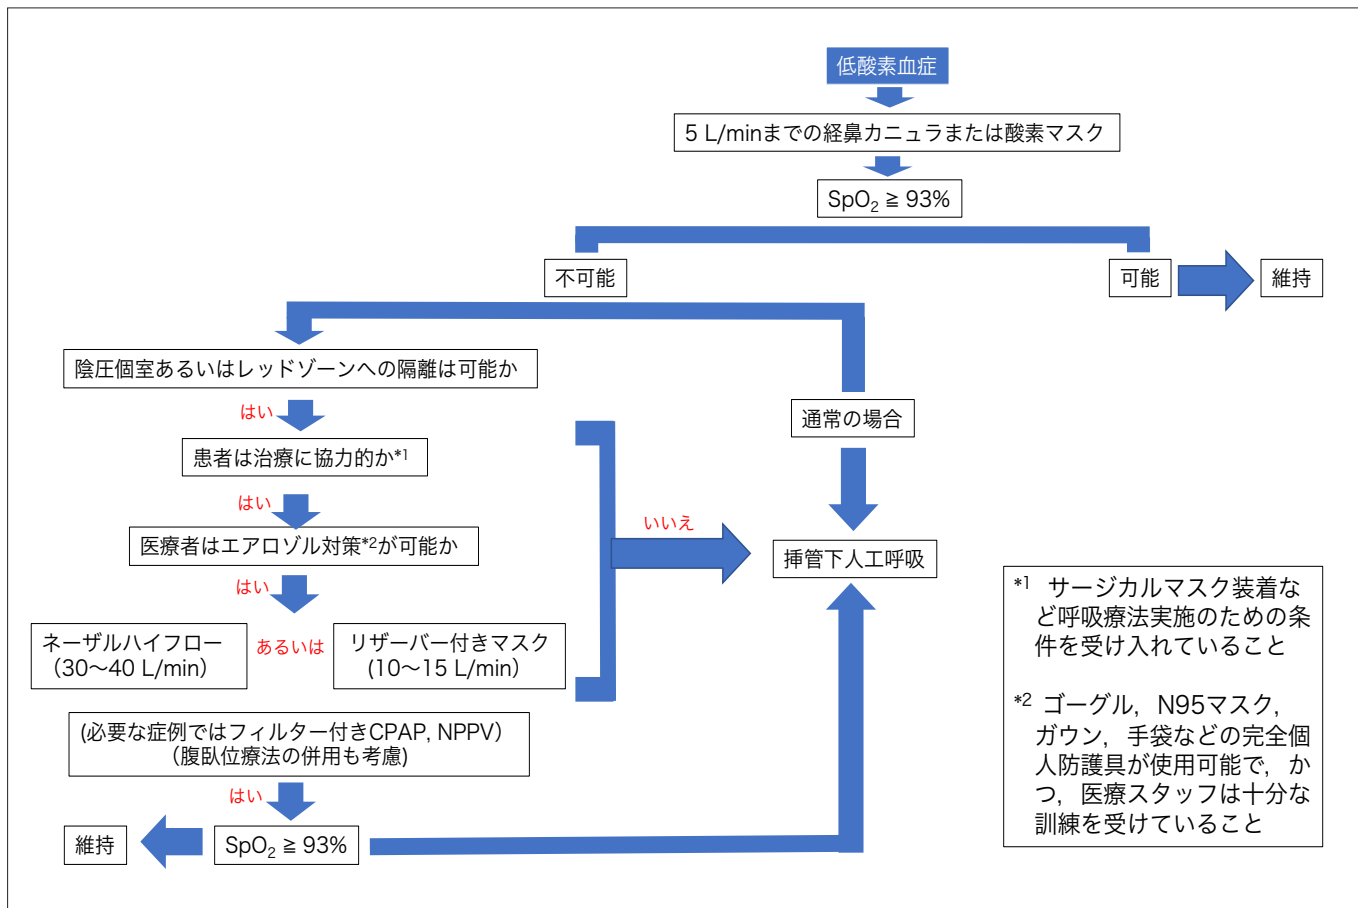 低酸素血症
5 L/minまでの経鼻カニュラまたは酸素マスク
SpO₂ ≧ 93%
不可能
可能
維持
陰圧個室あるいはレッドゾーンへの隔離は可能か
はい
通常の場合
患者は治療に協力的か*1
はい
医療者はエアロゾル対策*2が可能か
いいえ
挿管下人工呼吸
はい
ネーザルハイフロー
（30〜40 L/min）
あるいは
リザーバー付きマスク
(10〜15 L/min）
(必要な症例ではフィルター付きCPAP, NPPV）
（腹臥位療法の併用も考慮)
はい
維持
SpO₂ ≧ 93%
*1 サージカルマスク装着な
ど呼吸療法実施のための条
件を受け入れていること
*2 ゴーグル，N95マスク，
ガウン，手袋などの完全個
人防護具が使用可能で，か
つ，医療スタッフは十分な
訓練を受けていること